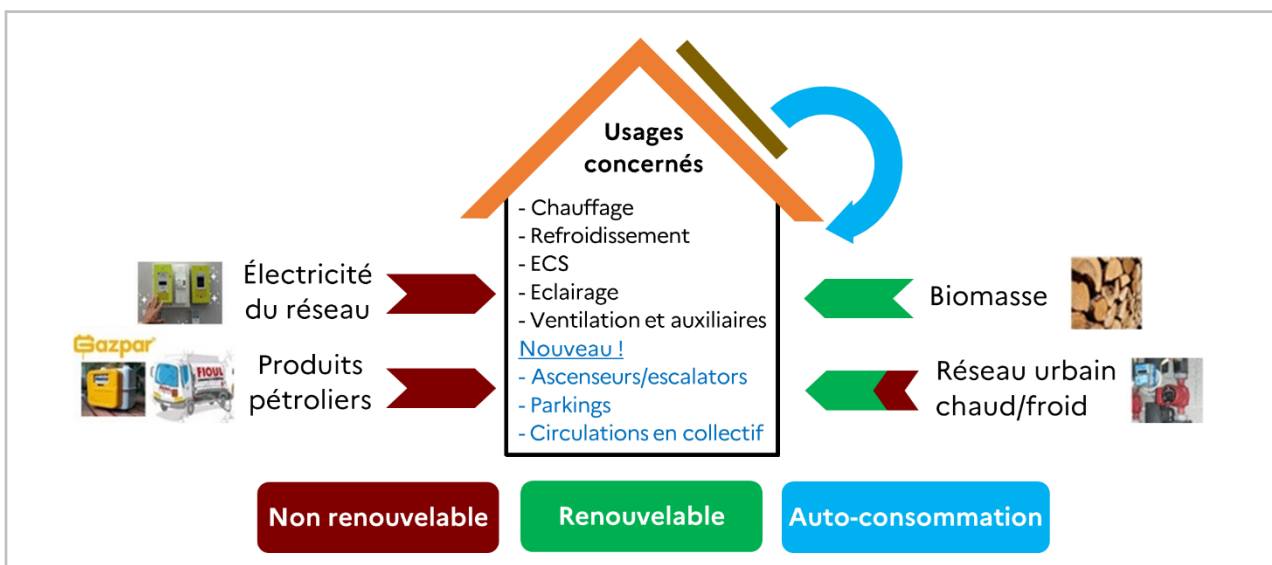 Usages
concernés
- Chauffage
- Refroidissement
- ECS
- Eclairage
- Ventilation et auxiliaires
Nouveau !
- Ascenseurs/escalators
- Parkings
- Circulations en collectif
Électricité
du réseau
Gazpar
FIOUL
Produits
pétroliers
Biomasse
Réseau urbain
chaud/froid
Non renouvelable
Renouvelable
Auto-consommation